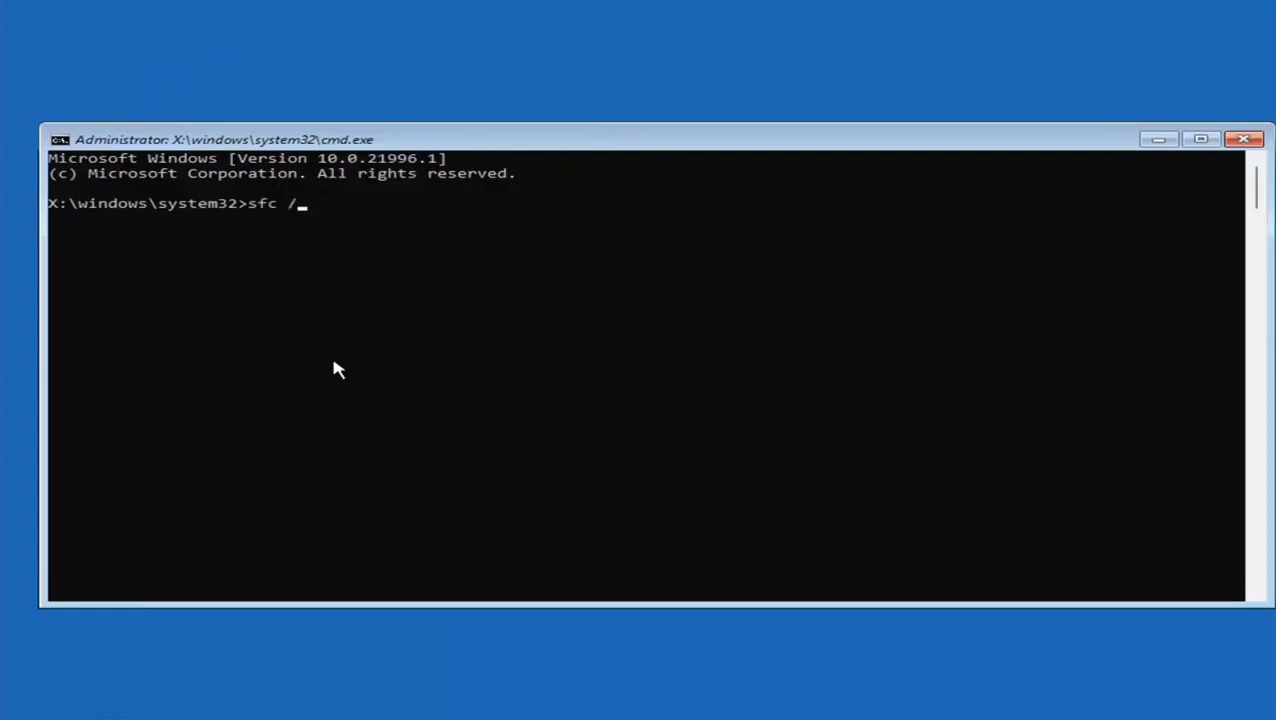 Administrator: X:\windows\system32\cmd.exe
Microsoft Windows [Version 10.0.21996.1]
(c) Microsoft Corporation. All rights reserved.
X:\windows\system32>sfc /_